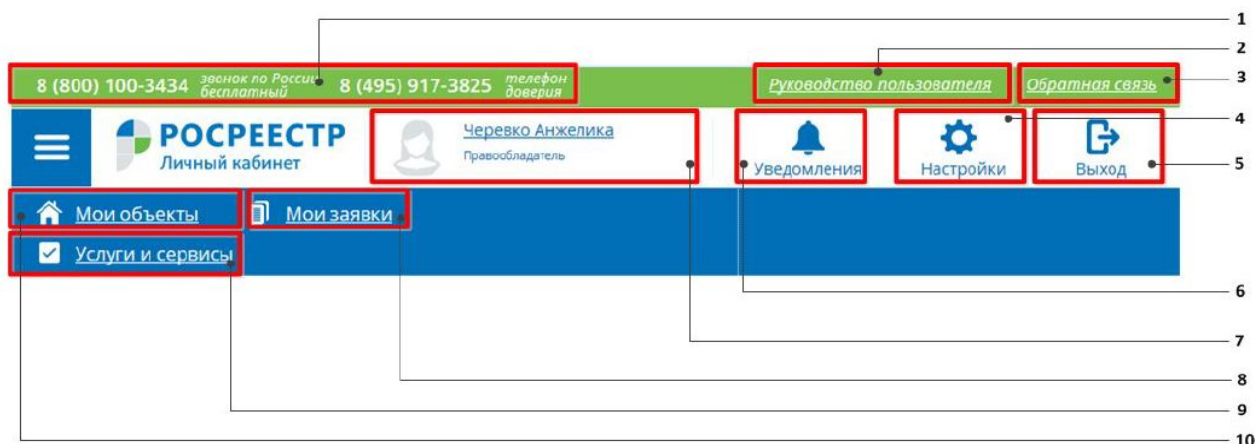 1
2
8 (800) 100-3434 звонок по России бесплатный 8 (495) 917-3825 телефон доверия Руководство пользователя Обратная связь 3
4
РОСРЕЕСТР
Личный кабинет
Черевко Анжелика
Правообладатель
Уведомления Настройки Выход 5
Мои объекты Мои заявки
Услуги и сервисы
6
7
8
9
10